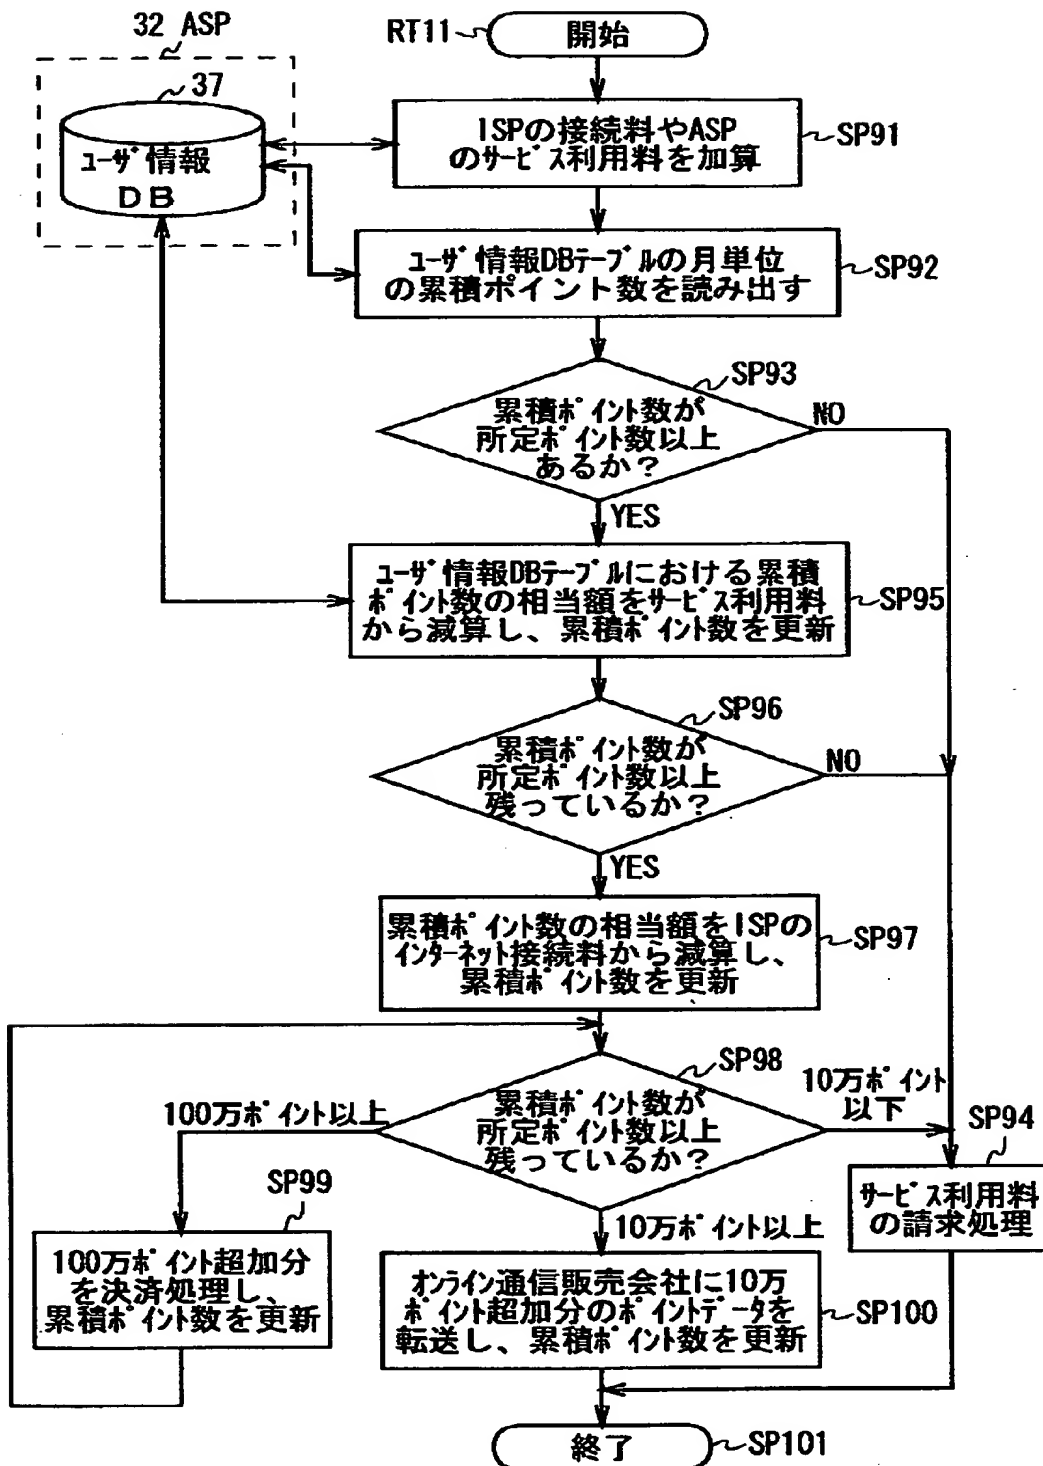 32 ASP
RT11
開始
37
ユーザ情報
DB
ISPの接続料やASP
のサービス利用料を加算
SP91
ユーザ情報DBテーブルの月単位
の累積ポイント数を読み出す
SP92
SP93
累積ポイント数が
所定ポイント数以上
あるか?
NO
YES
ユーザ情報DBテーブルにおける累積
ポイント数の相当額をサービス利用料
から減算し、累積ポイント数を更新
SP95
SP96
累積ポイント数が
所定ポイント数以上
残っているか?
NO
YES
累積ポイント数の相当額をISPの
インターネット接続料から減算し、
累積ポイント数を更新
SP97
SP98
累積ポイント数が
所定ポイント数以上
残っているか?
100万ポイント以上
10万ポイント
以下
SP94
サービス利用料
の請求処理
SP99
100万ポイント超加分
を決済処理し、
累積ポイント数を更新
10万ポイント以上
オンライン通信販売会社に10万
ポイント超加分のポイントデータを
転送し、累積ポイント数を更新
SP100
終了
SP101